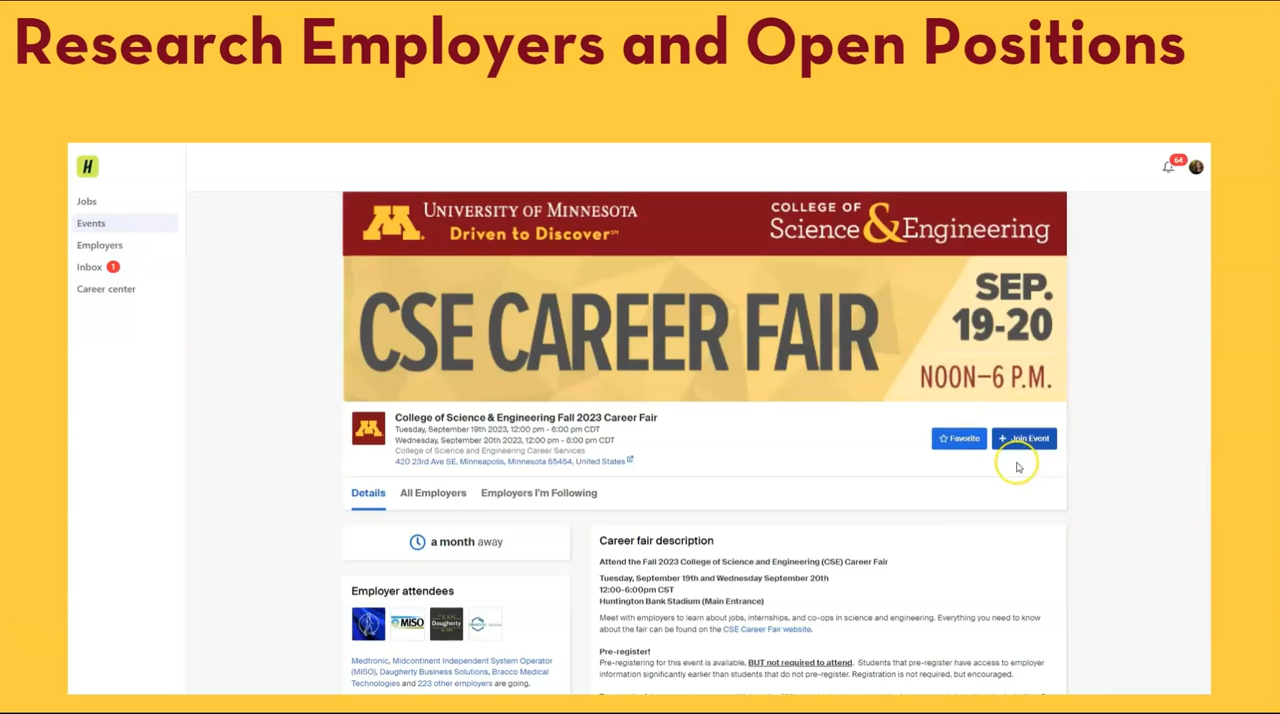 Research Employers and Open Positions
H
64
Jobs
Events
Employers
Inbox 1
Career center
UNIVERSITY OF MINNESOTA
Driven to Discover℠
COLLEGE OF
Science & Engineering
CSE CAREER FAIR
SEP.
19-20
NOON–6 P.M.
College of Science & Engineering Fall 2023 Career Fair
Tuesday, September 19th 2023, 12:00 pm - 6:00 pm CDT
Wednesday, September 20th 2023, 12:00 pm - 6:00 pm CDT
College of Science and Engineering Career Services
420 23rd Ave SE, Minneapolis, Minnesota 55454, United States
Favorite
+ Join Event
Details All Employers Employers I'm Following
a month away
Employer attendees
MISO
TEAM Daugherty
Medtronic, Midcontinent Independent System Operator
(MISO), Daugherty Business Solutions, Bracco Medical
Technologies and 223 other employers are going.
Career fair description
Attend the Fall 2023 College of Science and Engineering (CSE) Career Fair
Tuesday, September 19th and Wednesday September 20th
12:00-6:00pm CST
Huntington Bank Stadium (Main Entrance)
Meet with employers to learn about jobs, internships, and co-ops in science and engineering. Everything you need to know
about the fair can be found on the CSE Career Fair website.
Pre-register!
Pre-registering for this event is available, BUT not required to attend. Students that pre-register have access to employer
information significantly earlier than students that do not pre-register. Registration is not required, but encouraged.